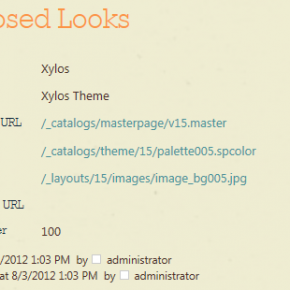 osed Looks
Xylos
Xylos Theme
URL /_catalogs/masterpage/v15.master
/_catalogs/theme/15/palette005.spcolor
/_layouts/15/images/image_bg005.jpg
URL
er 100
/2012 1:03 PM by administrator
at 8/3/2012 1:03 PM by administrator